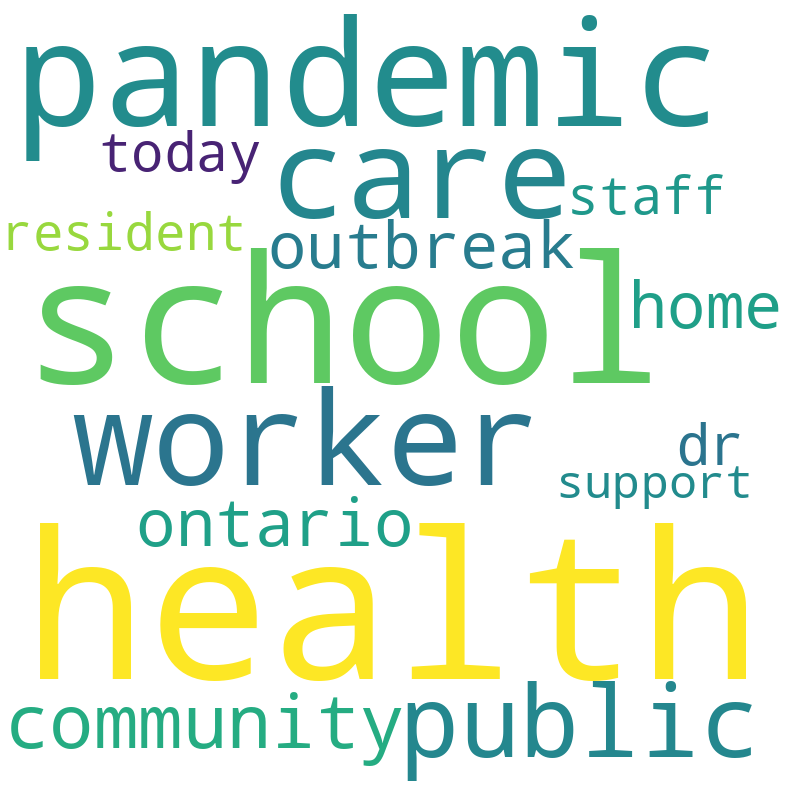 pandemic
today
care
staff
resident
outbreak
school
home
worker
dr
support
ontario
health
community
public